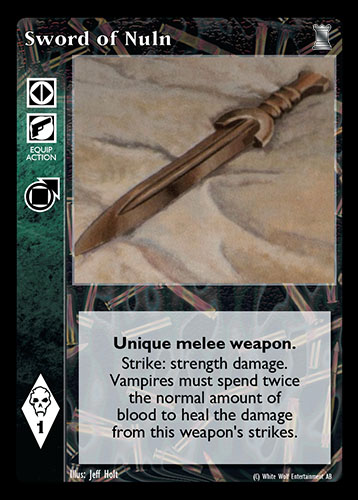 Sword of Nuln
EQUIP
ACTION
Unique melee weapon.
Strike: strength damage.
Vampires must spend twice
the normal amount of
blood to heal the damage
from this weapon's strikes.
1
Illus: Jeff Holt
(C) White Wolf Entertainment AB